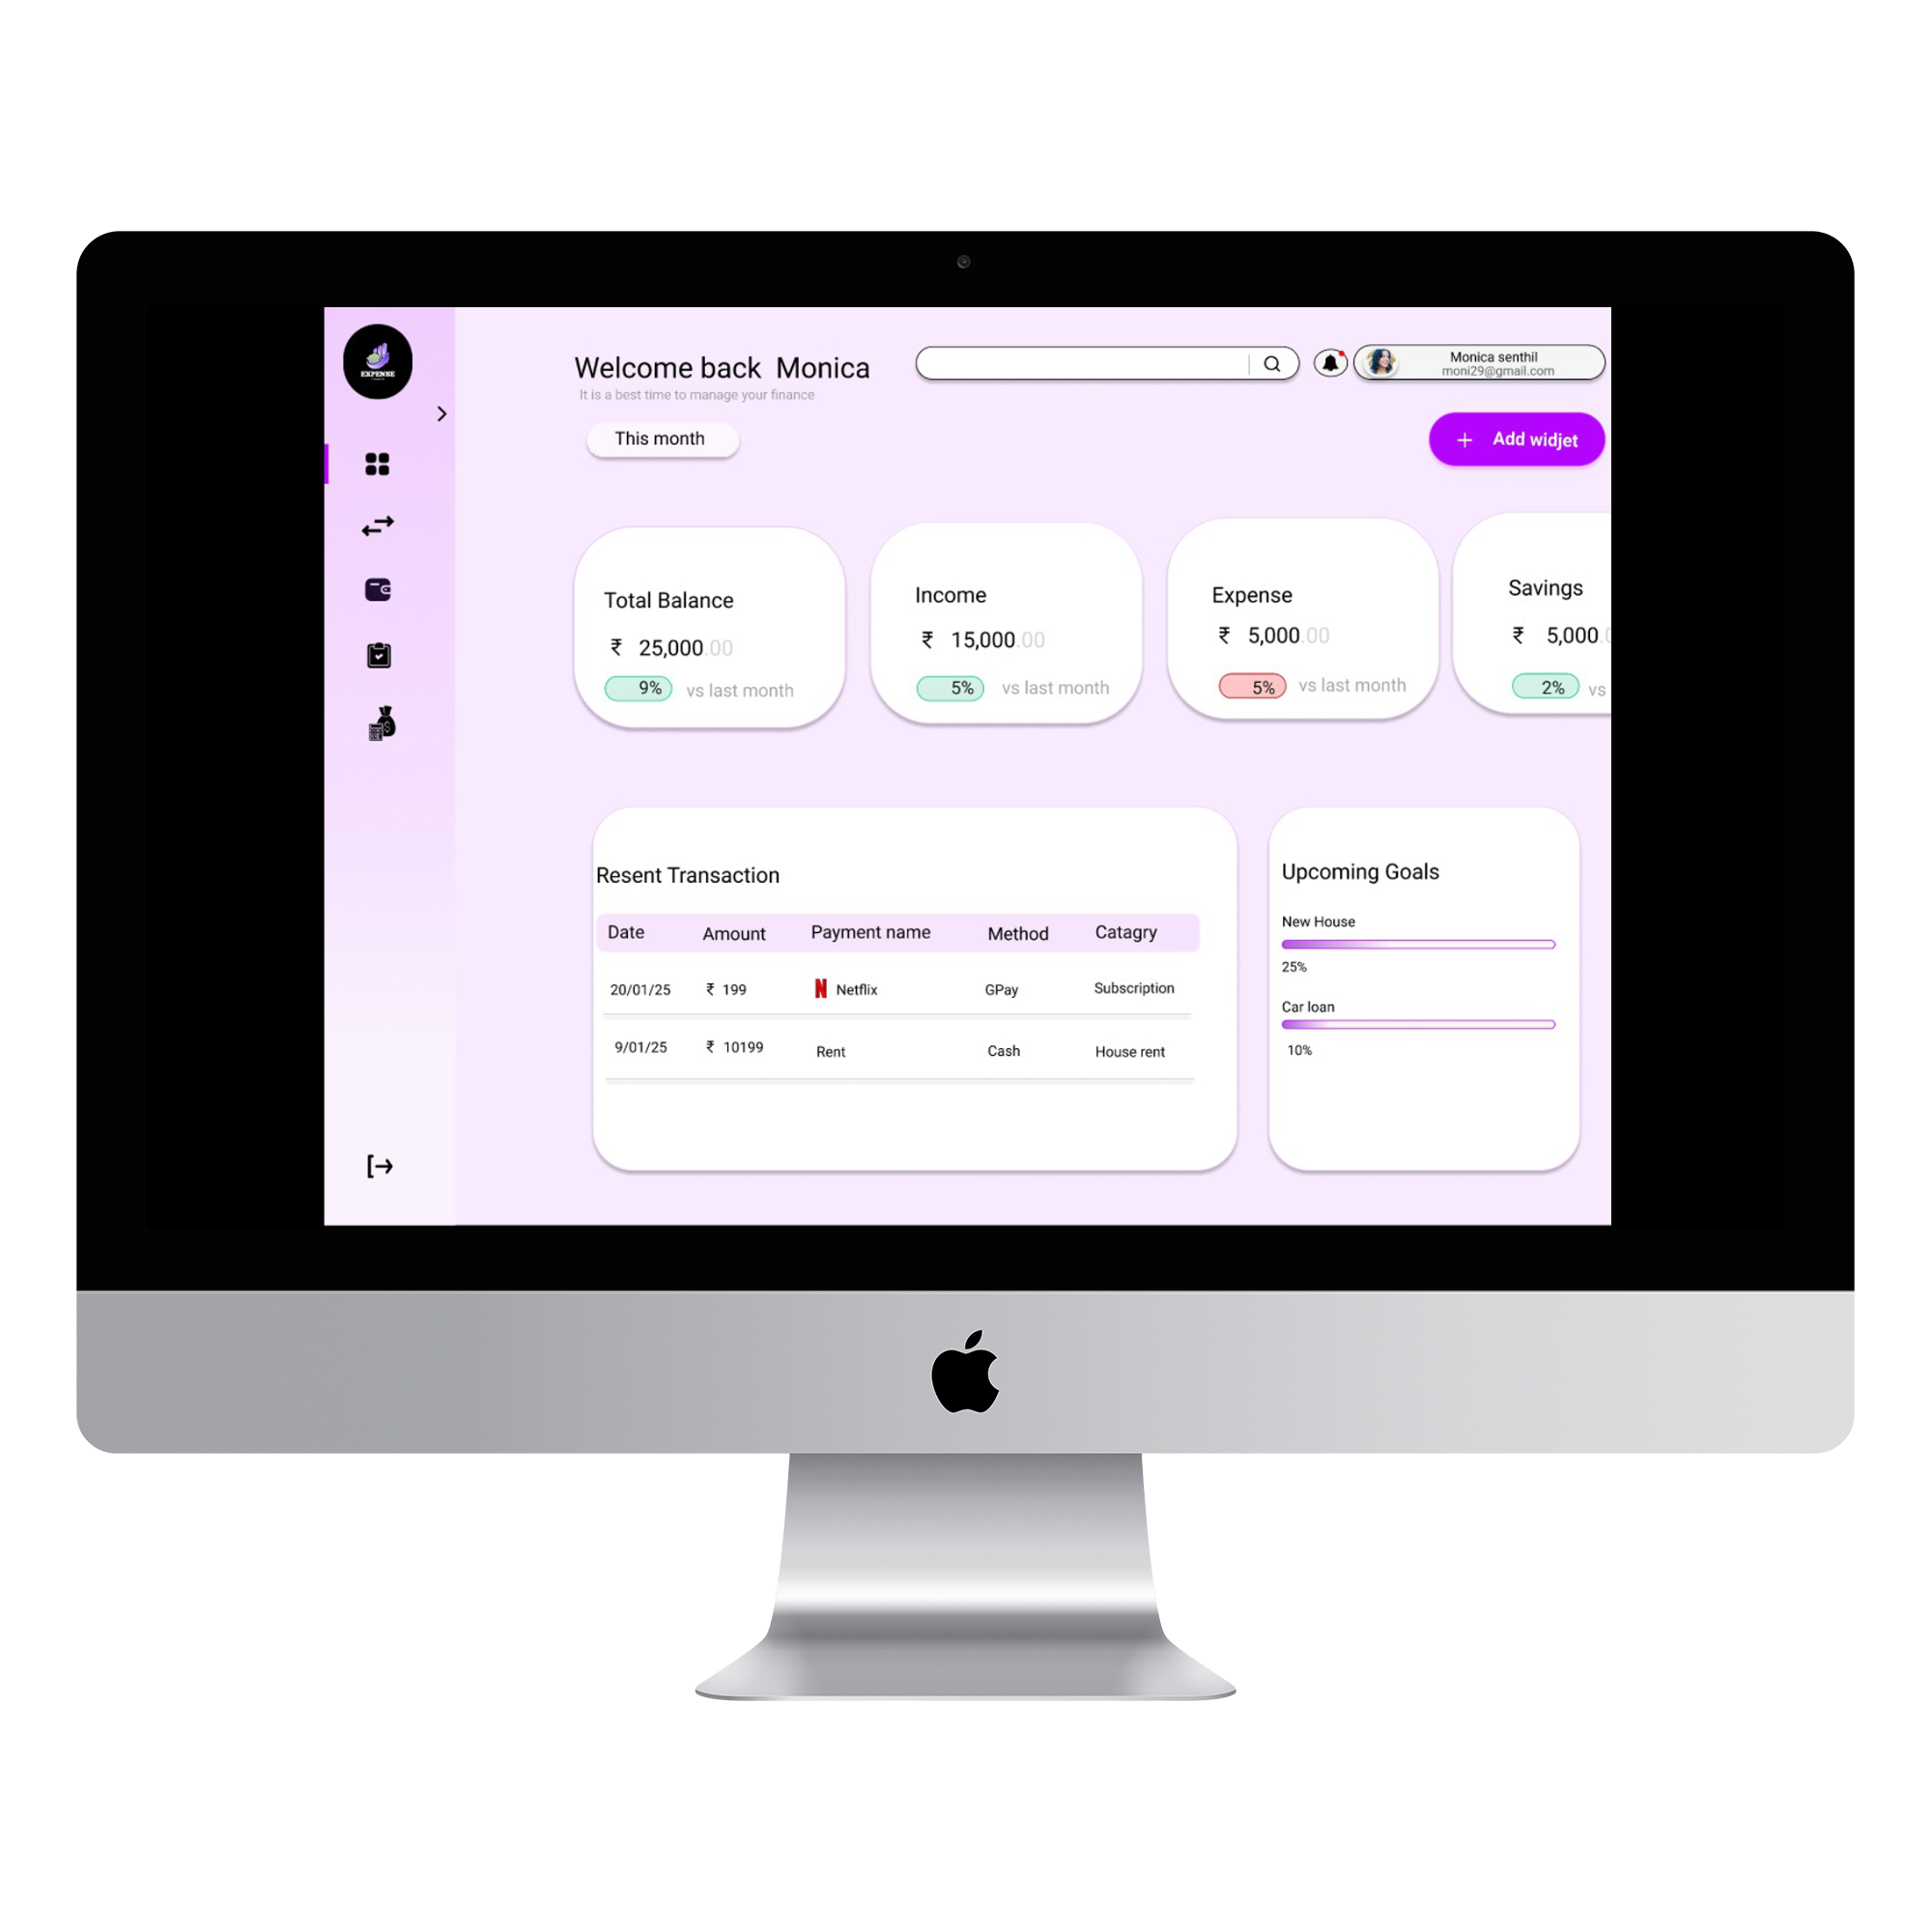 EXPENSE
Welcome back Monica
It is a best time to manage your finance
Monica senthil
moni29@gmail.com
This month
+ Add widjet
Total Balance
₹ 25,000.00
9% vs last month
Income
₹ 15,000.00
5% vs last month
Expense
₹ 5,000.00
5% vs last month
Savings
₹ 5,000.0
2% vs
Resent Transaction
Date Amount Payment name Method Catagry
20/01/25 ₹ 199 N Netflix GPay Subscription
9/01/25 ₹ 10199 Rent Cash House rent
Upcoming Goals
New House
25%
Car loan
10%